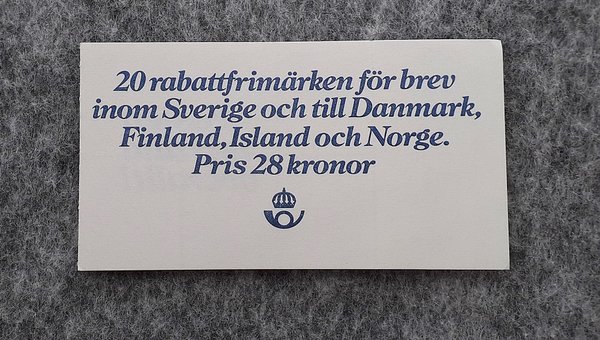 20 rabattfrimärken för brev
inom Sverige och till Danmark,
Finland, Island och Norge.
Pris 28 kronor